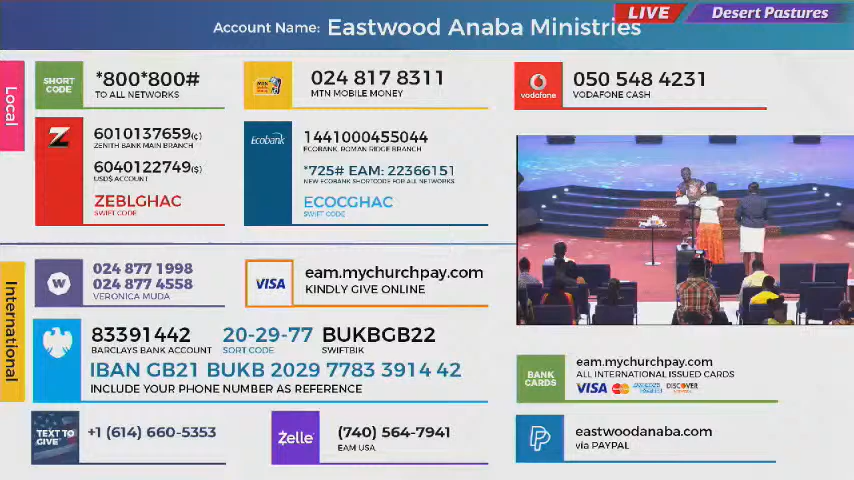 LIVE
Desert Pastures
Account Name: Eastwood Anaba Ministries
Local
SHORT
CODE
*800*800#
TO ALL NETWORKS
024 817 8311
MTN MOBILE MONEY
vodafone
050 548 4231
VODAFONE CASH
Z
6010137659(¢)
ZENITH BANK MAIN BRANCH
6040122749($)
USD$ ACCOUNT
ZEBLGHAC
SWIFT CODE
Ecobank
1441000455044
ECOBANK, ROMAN RIDGE BRANCH
*725# EAM: 22366151
NEW ECOBANK SHORTCODE FOR ALL NETWORKS
ECOCGHAC
SWIFT CODE
International
W
024 877 1998
024 877 4558
VERONICA MUDA
VISA
eam.mychurchpay.com
KINDLY GIVE ONLINE
83391442 20-29-77 BUKBGB22
BARCLAYS BANK ACCOUNT SORT CODE SWIFTBIK
IBAN GB21 BUKB 2029 7783 3914 42
INCLUDE YOUR PHONE NUMBER AS REFERENCE
TEXT TO
GIVE
+1 (614) 660-5353
Zelle
(740) 564-7941
EAM USA
BANK
CARDS
eam.mychurchpay.com
ALL INTERNATIONAL ISSUED CARDS
VISA DISCOVER
eastwoodanaba.com
via PAYPAL